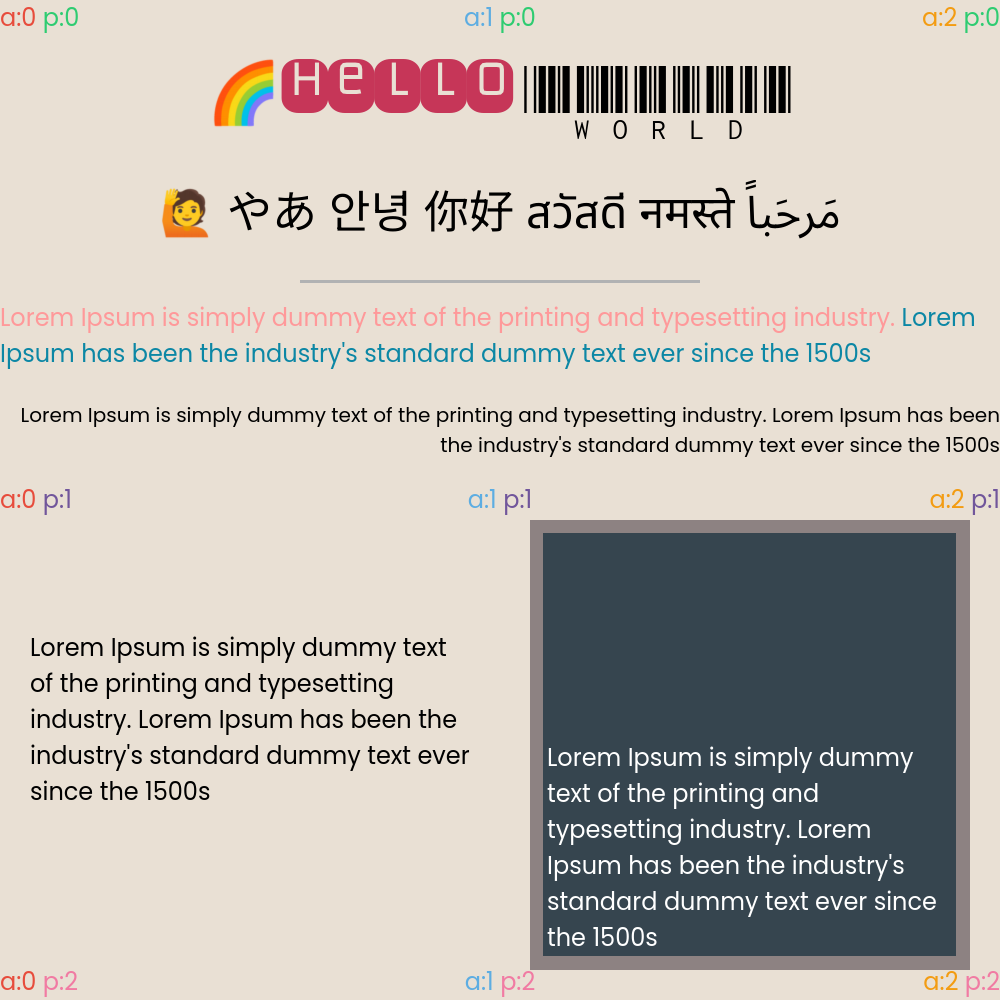 a:0 p:0 a:1 p:0 a:2 p:0
🌈 HeLLO WORLD
🙋 やあ 안녕 你好 สวัสดี नमस्ते مَرحَباً
Lorem Ipsum is simply dummy text of the printing and typesetting industry. Lorem
Ipsum has been the industry's standard dummy text ever since the 1500s
Lorem Ipsum is simply dummy text of the printing and typesetting industry. Lorem Ipsum has been
the industry's standard dummy text ever since the 1500s
a:0 p:1 a:1 p:1 a:2 p:1
Lorem Ipsum is simply dummy text
of the printing and typesetting
industry. Lorem Ipsum has been the
industry's standard dummy text ever
since the 1500s
Lorem Ipsum is simply dummy
text of the printing and
typesetting industry. Lorem
Ipsum has been the industry's
standard dummy text ever since
the 1500s
a:0 p:2 a:1 p:2 a:2 p:2